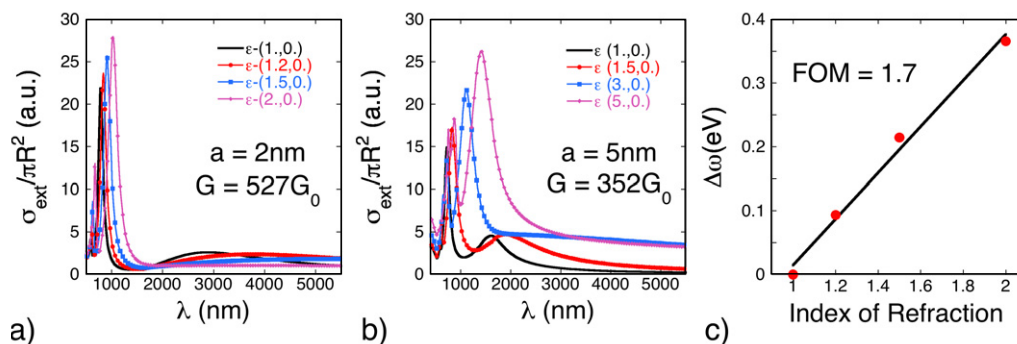 30
25
20
15
10
5
0
σext/πR² (a.u.)
ε-(1.,0.)
ε-(1.2,0.)
ε-(1.5,0.)
ε-(2.,0.)
a = 2nm
G = 527G₀
1000 2000 3000 4000 5000
λ (nm)
a)
30
25
20
15
10
5
0
σext/πR² (a.u.)
ε (1.,0.)
ε (1.5,0.)
ε (3.,0.)
ε (5.,0.)
a = 5nm
G = 352G₀
1000 2000 3000 4000 5000
λ (nm)
b)
c)
0.4
0.3
0.2
0.1
0
Δω(eV)
FOM = 1.7
1 1.2 1.4 1.6 1.8 2
Index of Refraction